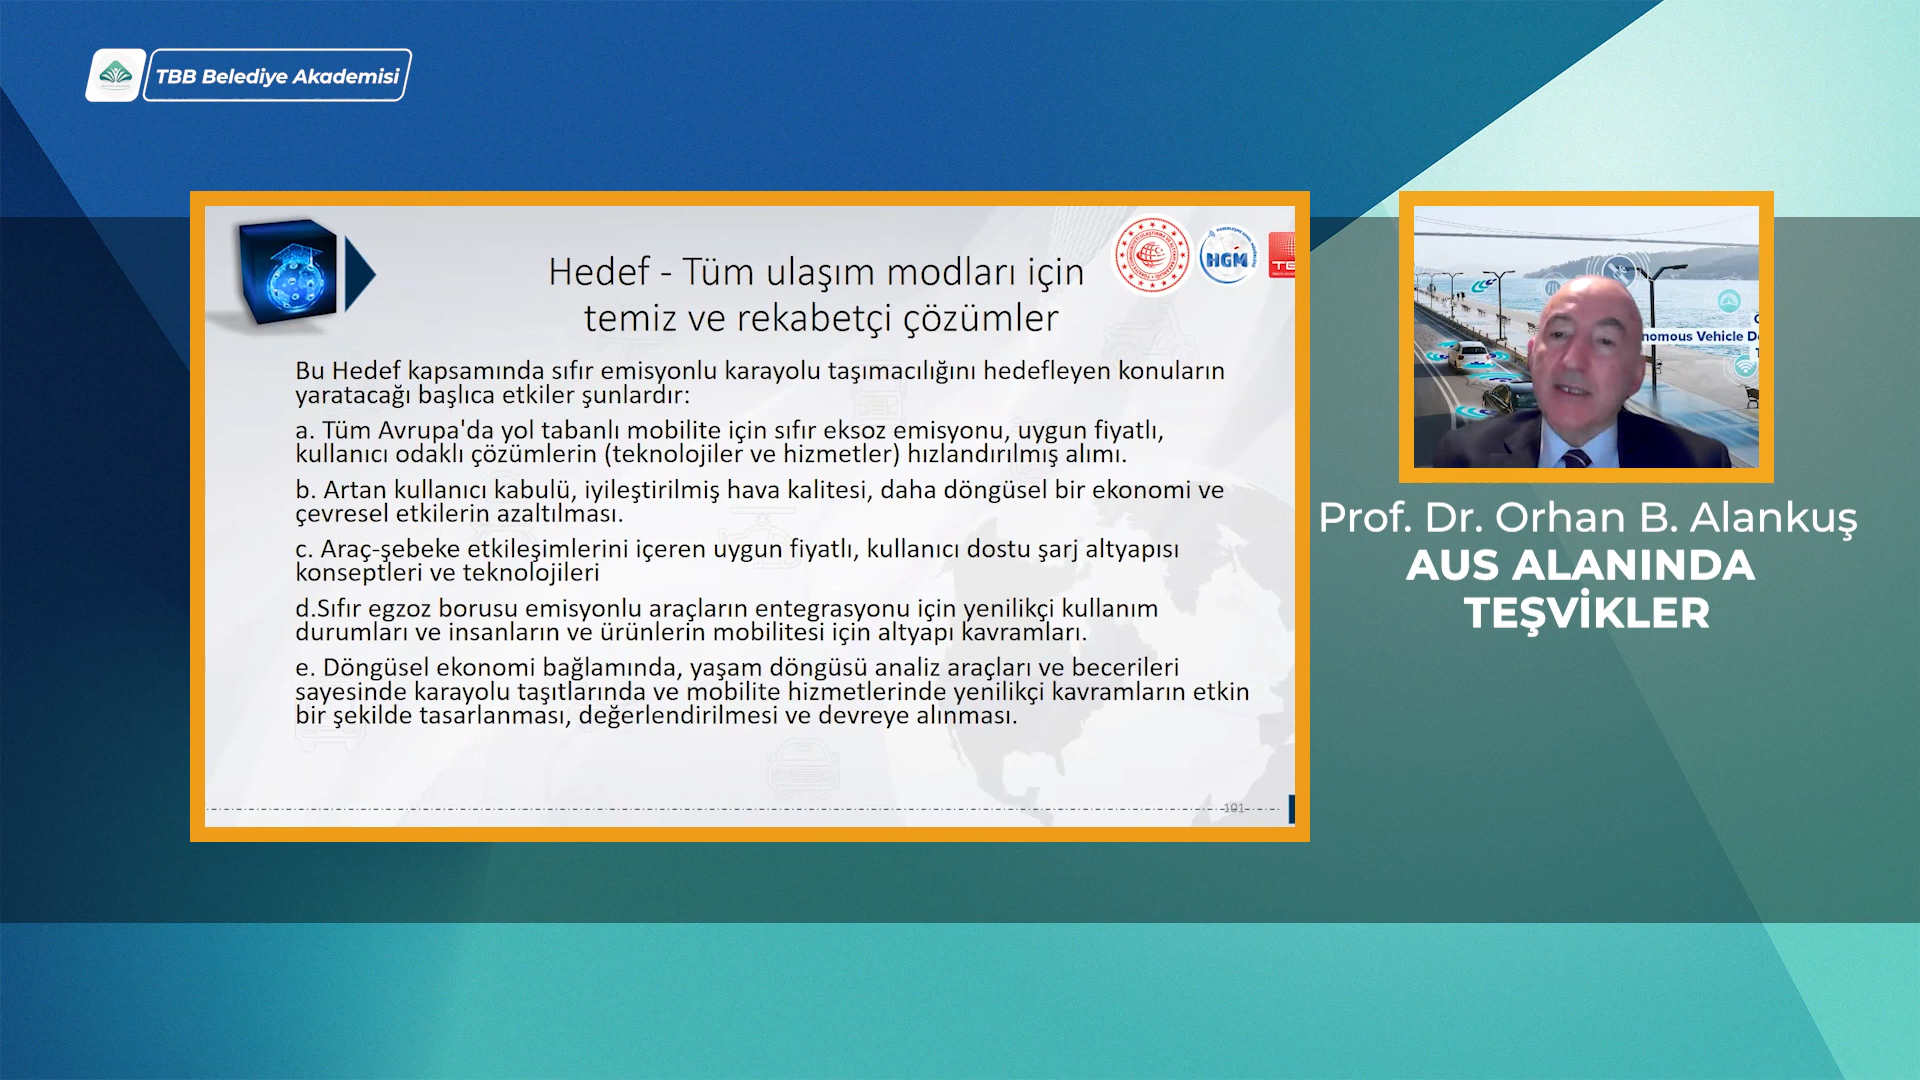 TBB Belediye Akademisi
Hedef - Tüm ulaşım modları için
temiz ve rekabetçi çözümler
HGM
Bu Hedef kapsamında sıfır emisyonlu karayolu taşımacılığını hedefleyen konuların
yaratacağı başlıca etkiler şunlardır:
a. Tüm Avrupa'da yol tabanlı mobilite için sıfır eksoz emisyonu, uygun fiyatlı,
kullanıcı odaklı çözümlerin (teknolojiler ve hizmetler) hızlandırılmış alımı.
b. Artan kullanıcı kabulü, iyileştirilmiş hava kalitesi, daha döngüsel bir ekonomi ve
çevresel etkilerin azaltılması.
c. Araç-şebeke etkileşimlerini içeren uygun fiyatlı, kullanıcı dostu şarj altyapısı
konseptleri ve teknolojileri
d.Sıfır egzoz borusu emisyonlu araçların entegrasyonu için yenilikçi kullanım
durumları ve insanların ve ürünlerin mobilitesi için altyapı kavramları.
e. Döngüsel ekonomi bağlamında, yaşam döngüsü analiz araçları ve becerileri
sayesinde karayolu taşıtlarında ve mobilite hizmetlerinde yenilikçi kavramların etkin
bir şekilde tasarlanması, değerlendirilmesi ve devreye alınması.
101
nomous Vehicle D
Prof. Dr. Orhan B. Alankuş
AUS ALANINDA
TEŞVİKLER